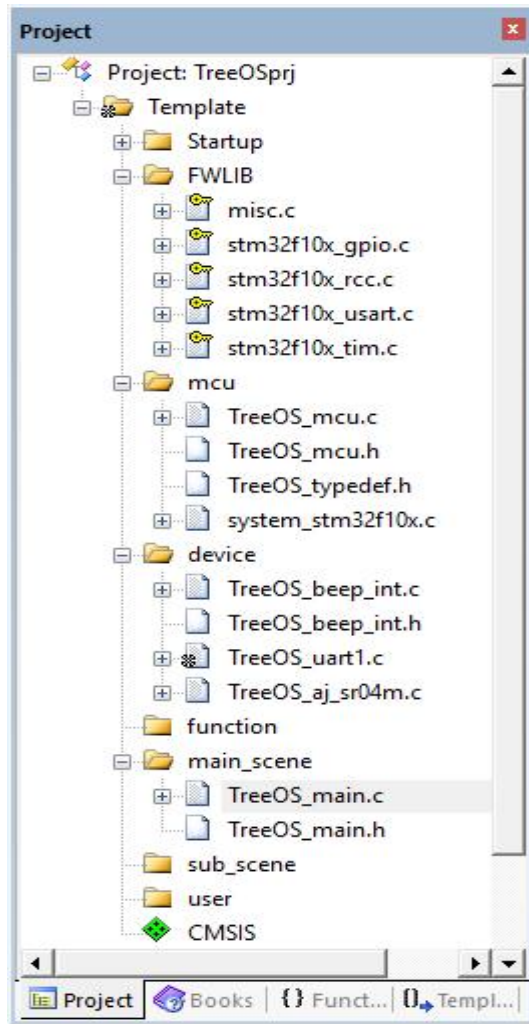 Project
Project: TreeOSprj
Template
Startup
FWLIB
misc.c
stm32f10x_gpio.c
stm32f10x_rcc.c
stm32f10x_usart.c
stm32f10x_tim.c
mcu
TreeOS_mcu.c
TreeOS_mcu.h
TreeOS_typedef.h
system_stm32f10x.c
device
TreeOS_beep_int.c
TreeOS_beep_int.h
TreeOS_uart1.c
TreeOS_aj_sr04m.c
function
main_scene
TreeOS_main.c
TreeOS_main.h
sub_scene
user
CMSIS
Project Books {} Funct... 0 Templ...